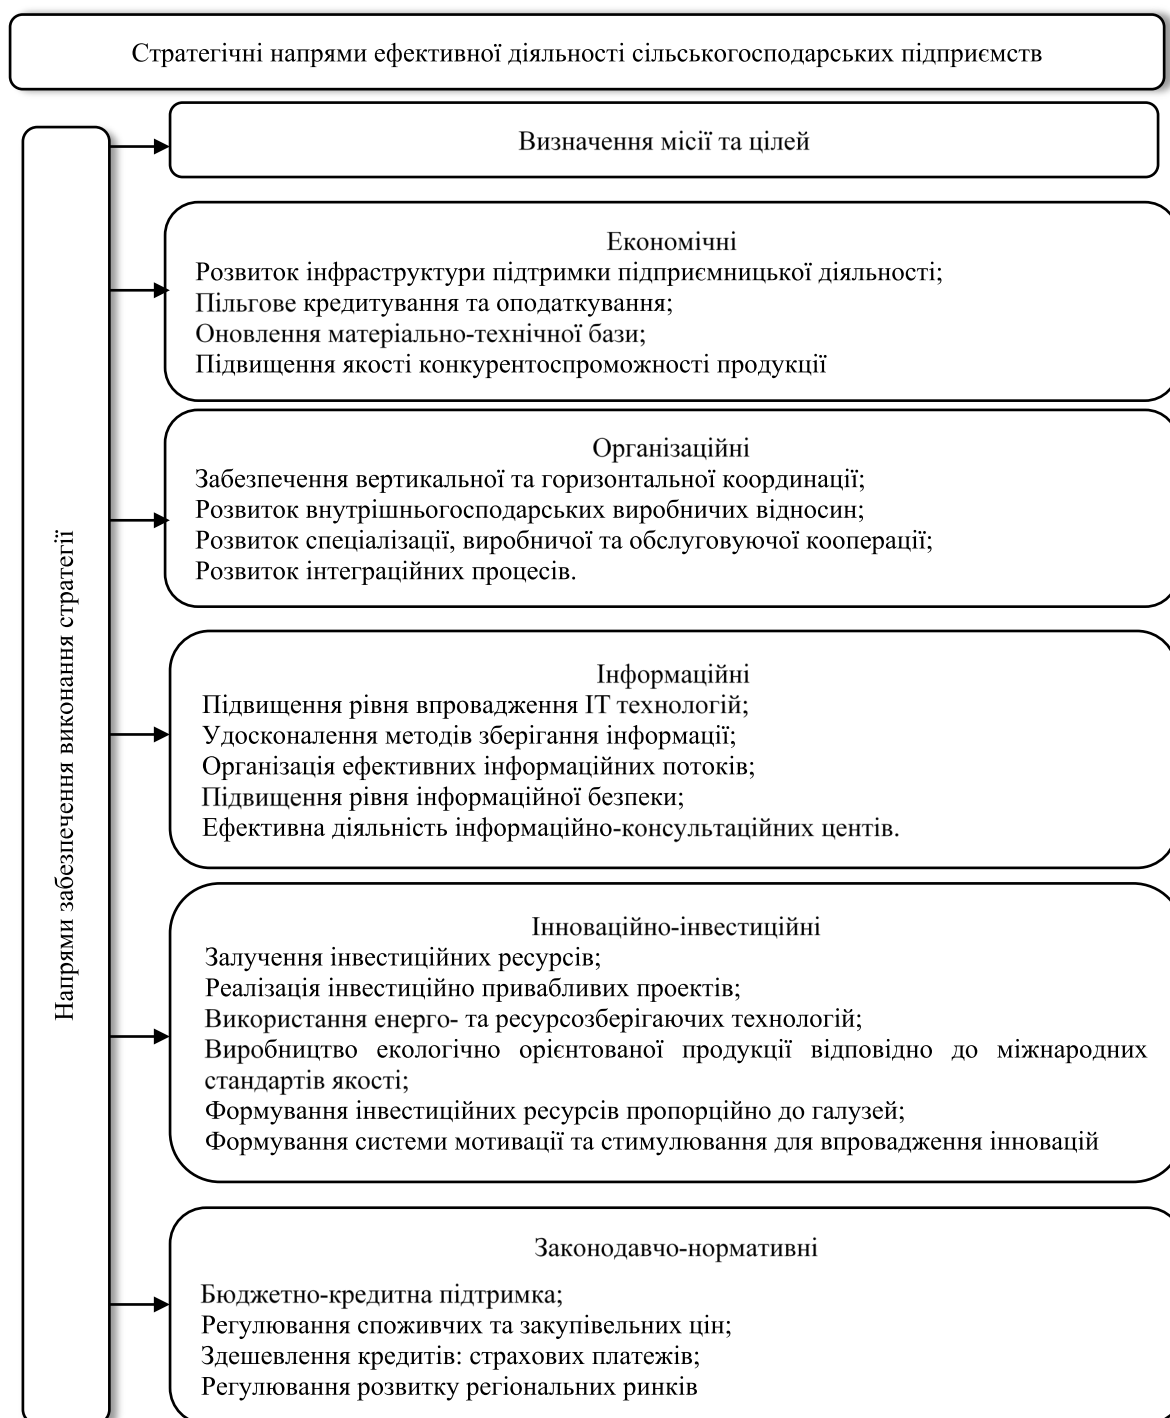 Стратегічні напрями ефективної діяльності сільськогосподарських підприємств
Напрями забезпечення виконання стратегії
Визначення місії та цілей
Економічні
Розвиток інфраструктури підтримки підприємницької діяльності;
Пільгове кредитування та оподаткування;
Оновлення матеріально-технічної бази;
Підвищення якості конкурентоспроможності продукції
Організаційні
Забезпечення вертикальної та горизонтальної координації;
Розвиток внутрішньогосподарських виробничих відносин;
Розвиток спеціалізації, виробничої та обслуговуючої кооперації;
Розвиток інтеграційних процесів.
Інформаційні
Підвищення рівня впровадження ІТ технологій;
Удосконалення методів зберігання інформації;
Організація ефективних інформаційних потоків;
Підвищення рівня інформаційної безпеки;
Ефективна діяльність інформаційно-консультаційних центів.
Інноваційно-інвестиційні
Залучення інвестиційних ресурсів;
Реалізація інвестиційно привабливих проектів;
Використання енерго- та ресурсозберігаючих технологій;
Виробництво екологічно орієнтованої продукції відповідно до міжнародних
стандартів якості;
Формування інвестиційних ресурсів пропорційно до галузей;
Формування системи мотивації та стимулювання для впровадження інновацій
Законодавчо-нормативні
Бюджетно-кредитна підтримка;
Регулювання споживчих та закупівельних цін;
Здешевлення кредитів: страхових платежів;
Регулювання розвитку регіональних ринків